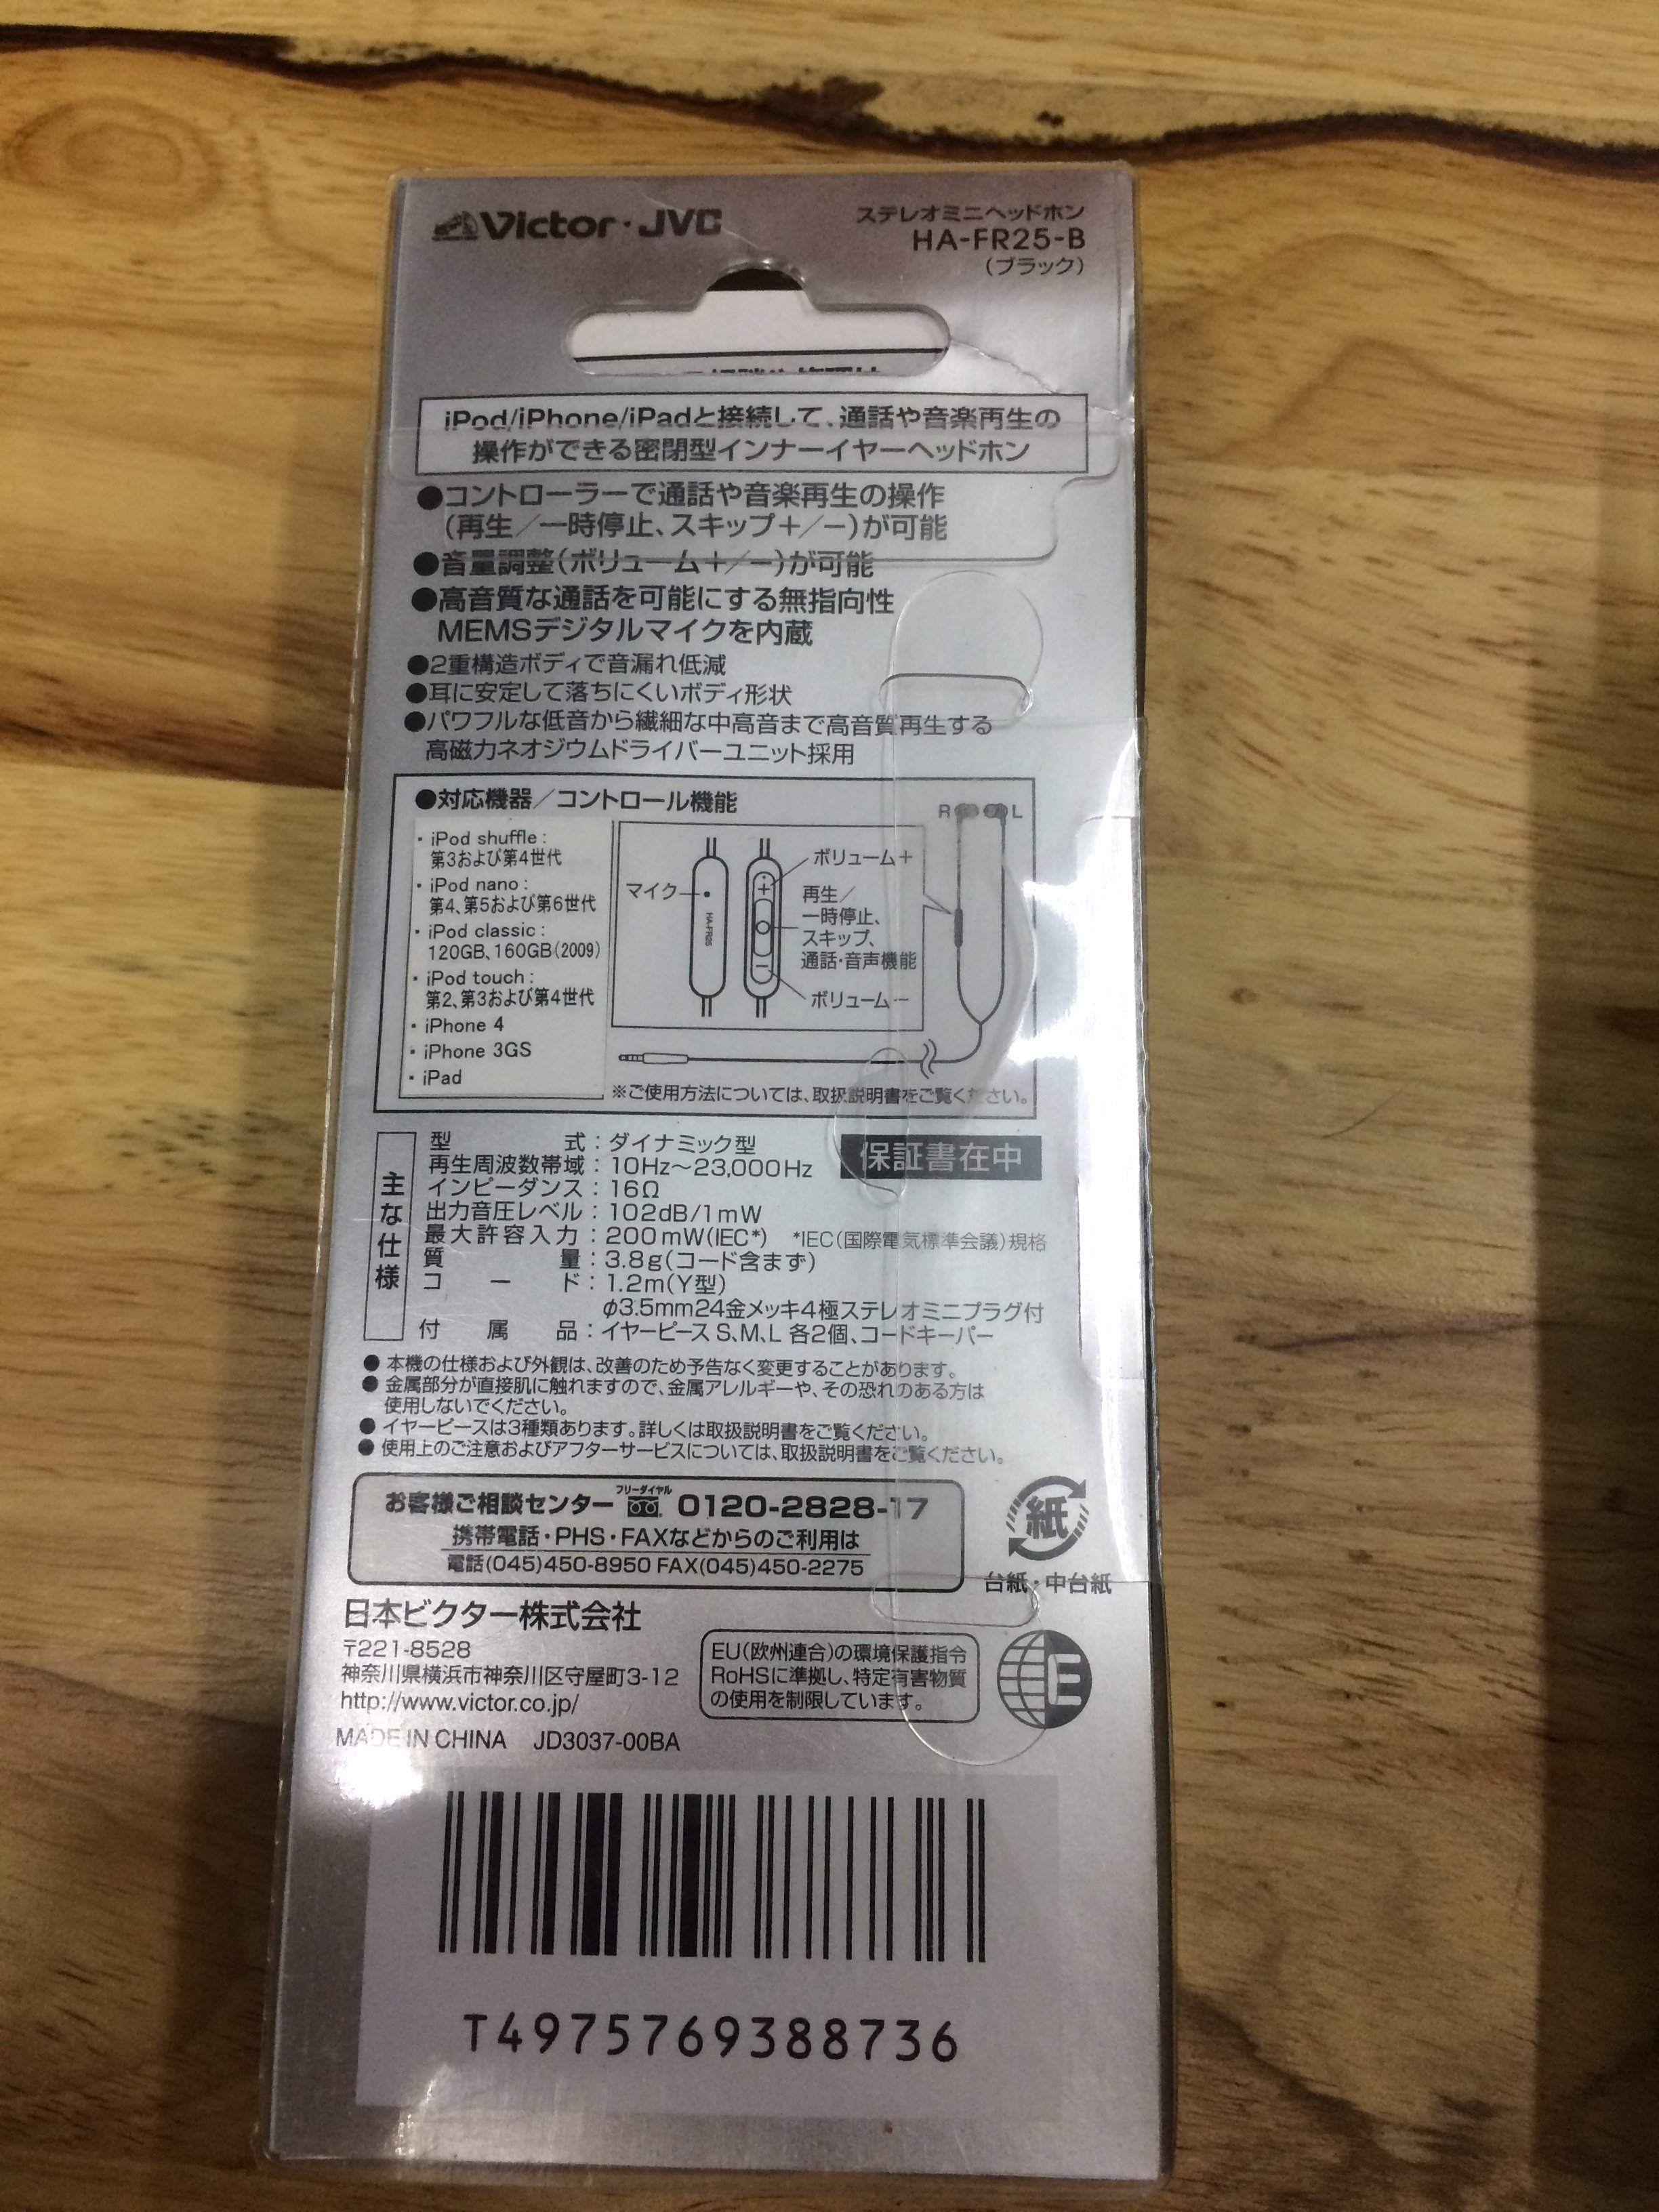 Victor・JVC
ステレオミニヘッドホン
HA-FR25-B
(ブラック)
iPod/iPhone/iPadと接続して、通話や音楽再生の
操作ができる密閉型インナーイヤーヘッドホン
●コントローラーで通話や音楽再生の操作
(再生/一時停止、スキップ+/ー)が可能
●音量調整(ボリューム+/ー)が可能
●高音質な通話を可能にする無指向性
MEMSデジタルマイクを内蔵
●2重構造ボディで音漏れ低減
●耳に安定して落ちにくいボディ形状
●パワフルな低音から繊細な中高音まで高音質再生する
高磁力ネオジウムドライバーユニット採用
●対応機器/コントロール機能
・iPod shuffle:
第3および第4世代
・iPod nano:
第4、第5および第6世代
・iPod classic:
120GB、160GB(2009)
・iPod touch:
第2、第3および第4世代
・iPhone 4
・iPhone 3GS
・iPad
マイク
HA-FR25
ボリューム+
再生/
一時停止、
スキップ、
通話・音声機能
ボリュームー
R L
※ご使用方法については、取扱説明書をご覧ください。
主な仕様
型式:ダイナミック型
再生周波数帯域:10Hz～23,000Hz
インピーダンス:16Ω
出力音圧レベル:102dB/1mW
最大許容入力:200mW(IEC*) *IEC(国際電気標準会議)規格
質量:3.8g(コード含まず)
コード:1.2m(Y型)
φ3.5mm24金メッキ4極ステレオミニプラグ付
付属品:イヤーピース S、M、L 各2個、コードキーパー
保証書在中
●本機の仕様および外観は、改善のため予告なく変更することがあります。
●金属部分が直接肌に触れますので、金属アレルギーや、その恐れのある方は
使用しないでください。
●イヤーピースは3種類あります。詳しくは取扱説明書をご覧ください。
●使用上のご注意およびアフターサービスについては、取扱説明書をご覧ください。
お客様ご相談センター フリーダイヤル 0120-2828-17
携帯電話・PHS・FAXなどからのご利用は
電話(045)450-8950 FAX(045)450-2275
紙
台紙・中台紙
日本ビクター株式会社
〒221-8528
神奈川県横浜市神奈川区守屋町3-12
http://www.victor.co.jp/
EU(欧州連合)の環境保護指令
RoHSに準拠し、特定有害物質
の使用を制限しています。
E
MADE IN CHINA JD3037-00BA
T4975769388736